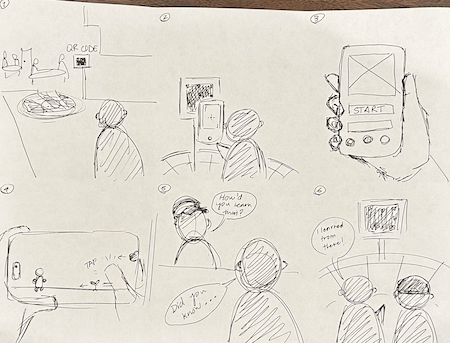 1
QR CODE
2
3
START
4
TAP
5
How'd
you learn
that?
Did you
know...
6
I learned
from
there!